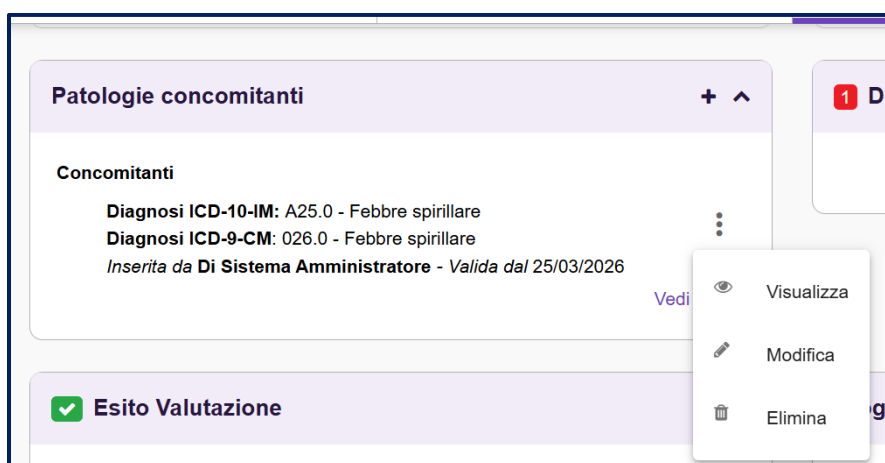 Patologie concomitanti
1 D
Concomitanti
Diagnosi ICD-10-IM: A25.0 - Febbre spirillare
Diagnosi ICD-9-CM: 026.0 - Febbre spirillare
Inserita da Di Sistema Amministratore - Valida dal 25/03/2026
Vedi
Visualizza
Modifica
Elimina
Esito Valutazione